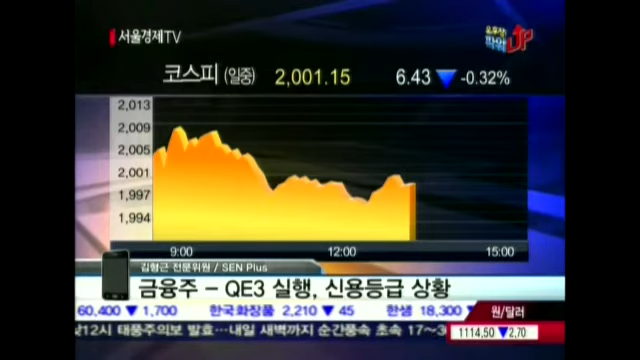 서울경제TV
오후장 파워 UP
코스피 (일중) 2,001.15 6.43 ▼ -0.32%
2,013
2,009
2,005
2,001
1,997
1,994
9:00 12:00 15:00
김형근 전문위원 / SEN Plus
금융주 – QE3 실행, 신용등급 상황
60,400 ▼ 1,700 한국화장품 2,210 ▼ 45 한샘 18,300
원/달러
낮12시 태풍주의보 발효…내일 새벽까지 순간풍속 초속 17~30
1114,50 ▼2,70